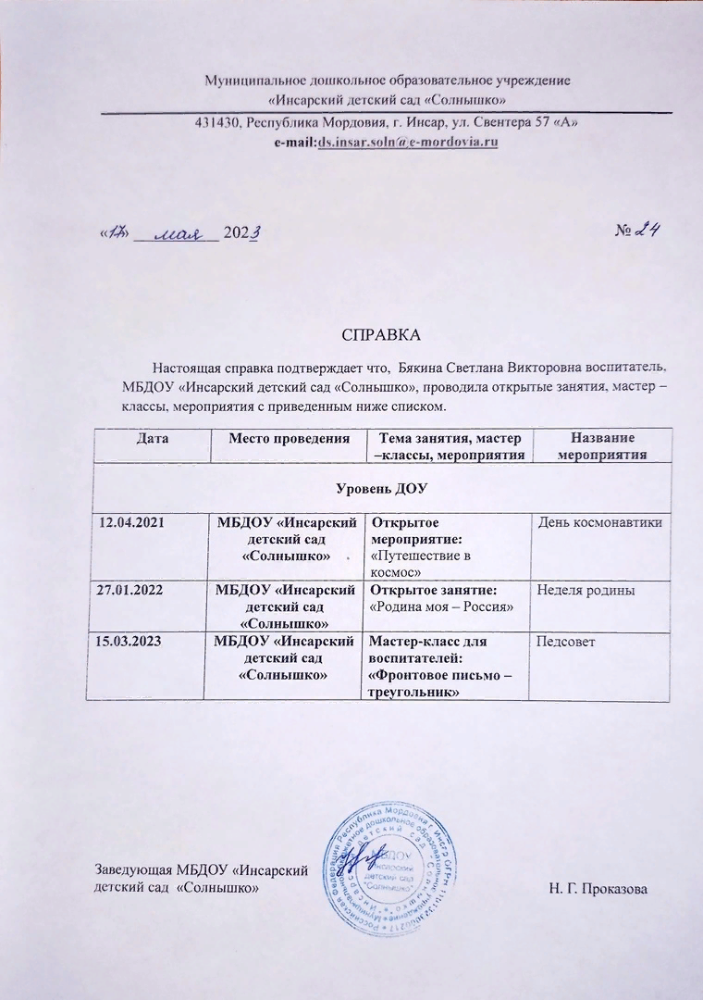 Муниципальное дошкольное образовательное учреждение
«Инсарский детский сад «Солнышко»
431430, Республика Мордовия, г. Инсар, ул. Свентера 57 «А»
e-mail:ds.insar.soln@e-mordovia.ru
«17» мая 2023 № 24
СПРАВКА
Настоящая справка подтверждает что, Бякина Светлана Викторовна воспитатель,
МБДОУ «Инсарский детский сад «Солнышко», проводила открытые занятия, мастер –
классы, мероприятия с приведенным ниже списком.
Дата Место проведения Тема занятия, мастер Название
–классы, мероприятия мероприятия
Уровень ДОУ
12.04.2021 МБДОУ «Инсарский Открытое День космонавтики
детский сад мероприятие:
«Солнышко» «Путешествие в
космос»
27.01.2022 МБДОУ «Инсарский Открытое занятие: Неделя родины
детский сад «Родина моя – Россия»
«Солнышко»
15.03.2023 МБДОУ «Инсарский Мастер-класс для Педсовет
детский сад воспитателей:
«Солнышко» «Фронтовое письмо –
треугольник»
МБДОУ
Инсарский
детский сад
"Солнышко"
Заведующая МБДОУ «Инсарский
детский сад «Солнышко» Н. Г. Проказова